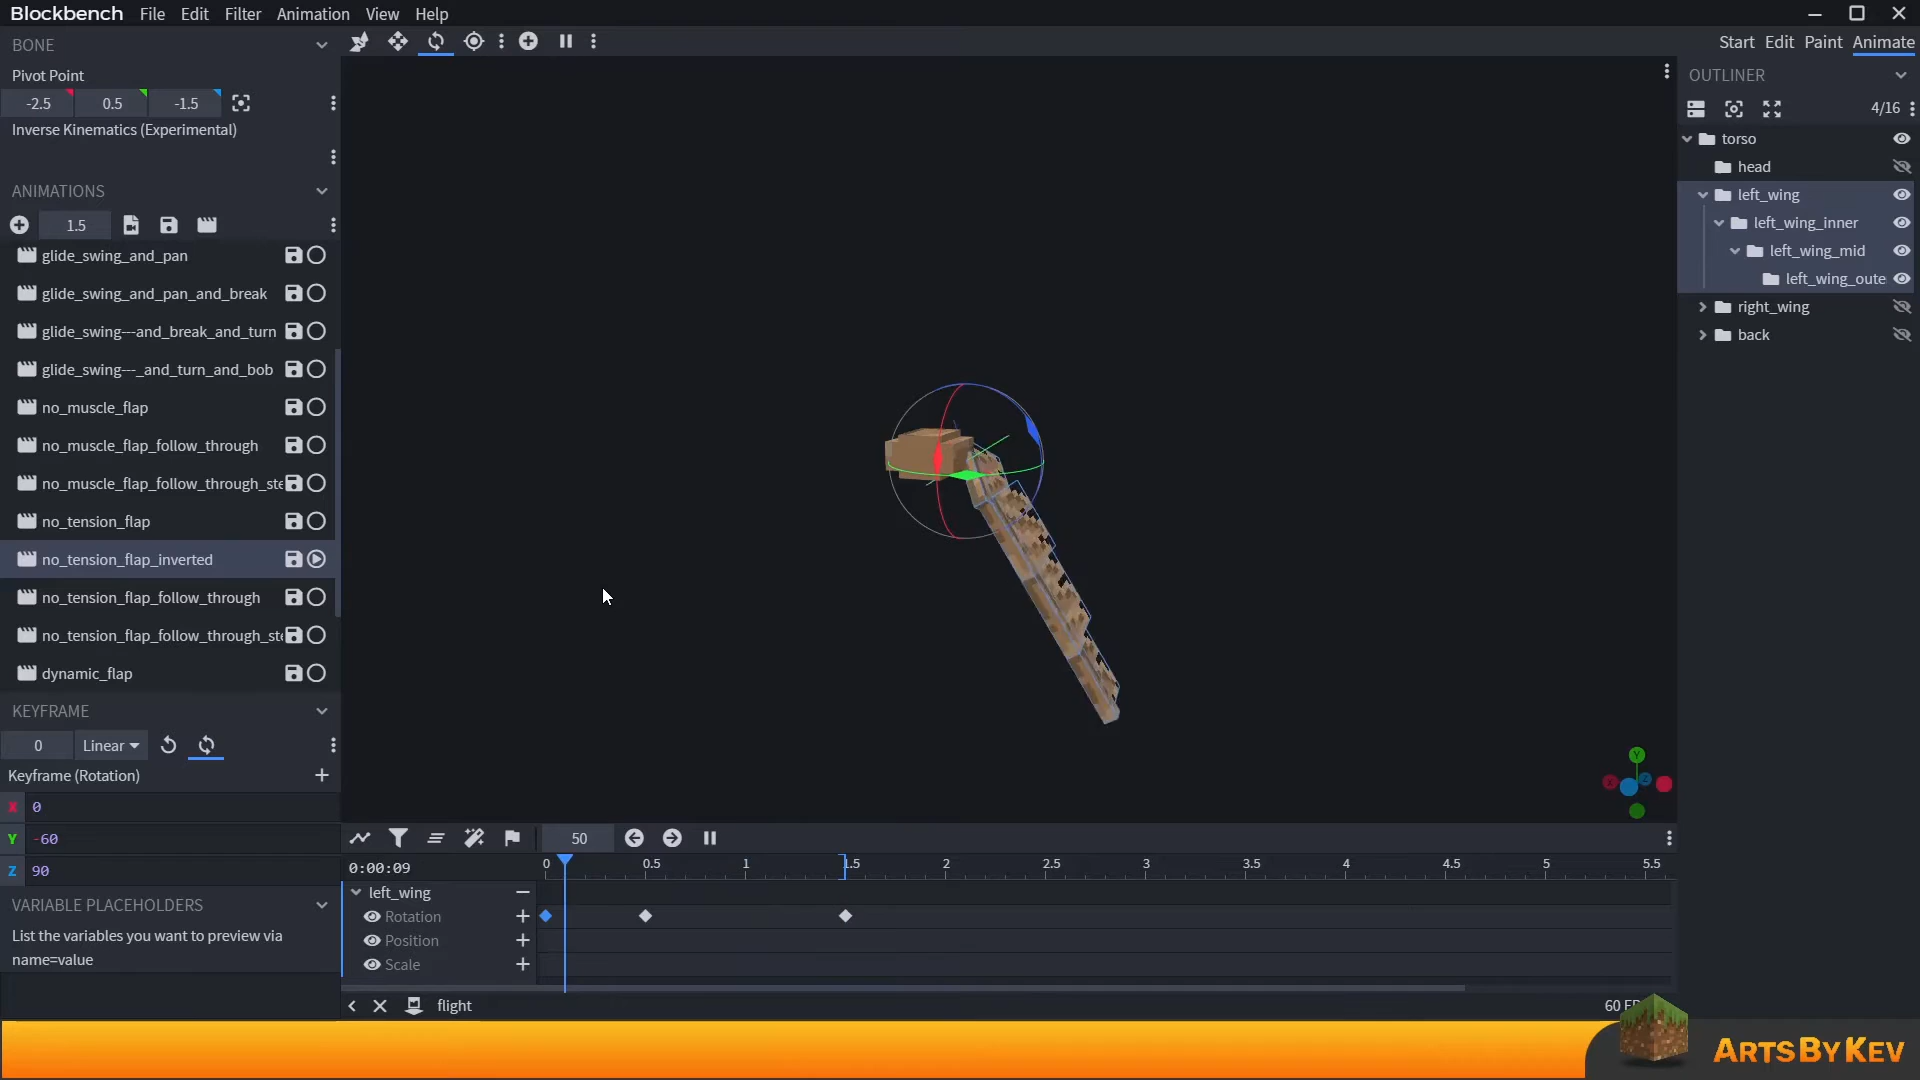 Blockbench File Edit Filter Animation View Help
Start Edit Paint Animate
BONE
Pivot Point
-2.5 0.5 -1.5
Inverse Kinematics (Experimental)
ANIMATIONS
1.5
glide_swing_and_pan
glide_swing_and_pan_and_break
glide_swing---and_break_and_turn
glide_swing---_and_turn_and_bob
no_muscle_flap
no_muscle_flap_follow_through
no_muscle_flap_follow_through_ste
no_tension_flap
no_tension_flap_inverted
no_tension_flap_follow_through
no_tension_flap_follow_through_ste
dynamic_flap
KEYFRAME
0 Linear
Keyframe (Rotation)
X 0
Y -60
Z 90
VARIABLE PLACEHOLDERS
List the variables you want to preview via
name=value
OUTLINER
4/16
torso
head
left_wing
left_wing_inner
left_wing_mid
left_wing_oute
right_wing
back
Y
Z
50
0:00:09 0 0.5 1 1.5 2 2.5 3 3.5 4 4.5 5 5.5
left_wing
Rotation
Position
Scale
flight
60 FP
ARTSBYKEV